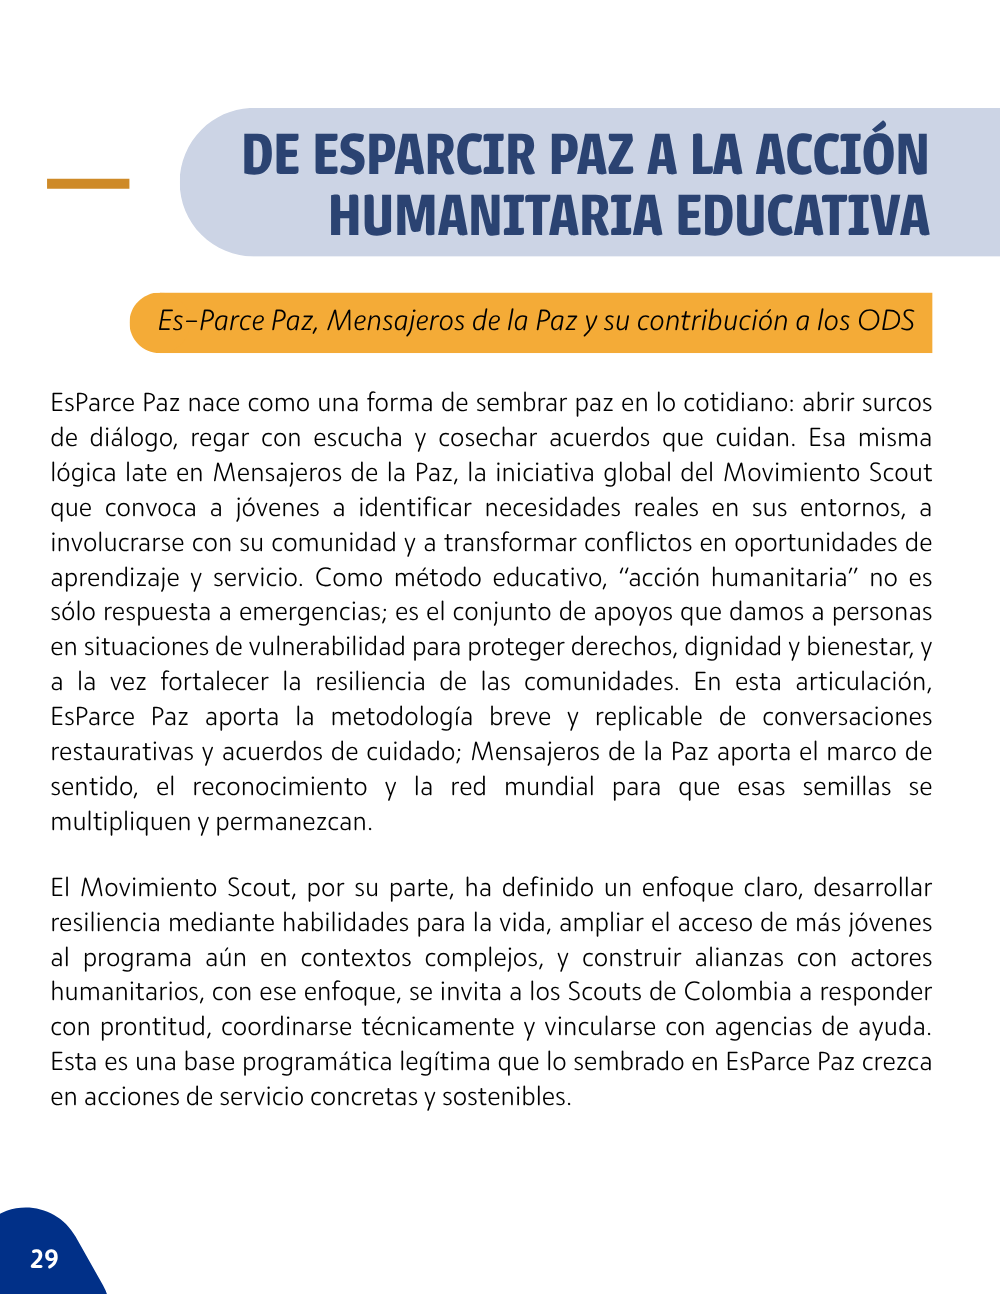 DE ESPARCIR PAZ A LA ACCIÓN
HUMANITARIA EDUCATIVA
Es-Parce Paz, Mensajeros de la Paz y su contribución a los ODS
EsParce Paz nace como una forma de sembrar paz en lo cotidiano: abrir surcos
de diálogo, regar con escucha y cosechar acuerdos que cuidan. Esa misma
lógica late en Mensajeros de la Paz, la iniciativa global del Movimiento Scout
que convoca a jóvenes a identificar necesidades reales en sus entornos, a
involucrarse con su comunidad y a transformar conflictos en oportunidades de
aprendizaje y servicio. Como método educativo, “acción humanitaria” no es
sólo respuesta a emergencias; es el conjunto de apoyos que damos a personas
en situaciones de vulnerabilidad para proteger derechos, dignidad y bienestar, y
a la vez fortalecer la resiliencia de las comunidades. En esta articulación,
EsParce Paz aporta la metodología breve y replicable de conversaciones
restaurativas y acuerdos de cuidado; Mensajeros de la Paz aporta el marco de
sentido, el reconocimiento y la red mundial para que esas semillas se
multipliquen y permanezcan.
El Movimiento Scout, por su parte, ha definido un enfoque claro, desarrollar
resiliencia mediante habilidades para la vida, ampliar el acceso de más jóvenes
al programa aún en contextos complejos, y construir alianzas con actores
humanitarios, con ese enfoque, se invita a los Scouts de Colombia a responder
con prontitud, coordinarse técnicamente y vincularse con agencias de ayuda.
Esta es una base programática legítima que lo sembrado en EsParce Paz crezca
en acciones de servicio concretas y sostenibles.
29